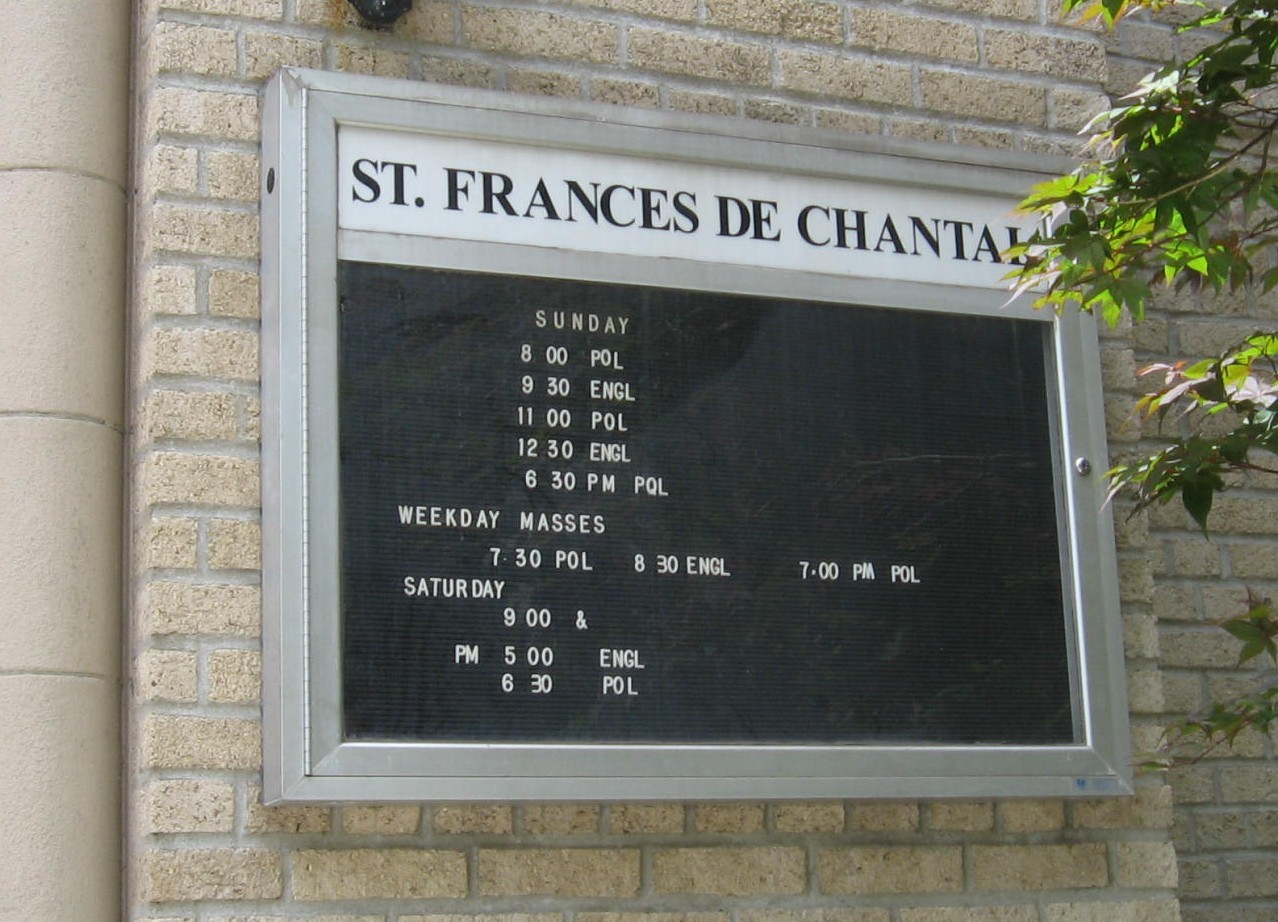 ST. FRANCES DE CHANTAL
SUNDAY
8 00 POL
9 30 ENGL
11 00 POL
12 30 ENGL
6 30 PM POL
WEEKDAY MASSES
7.30 POL 8 30 ENGL 7.00 PM POL
SATURDAY
9 00 &
PM 5 00 ENGL
6 30 POL